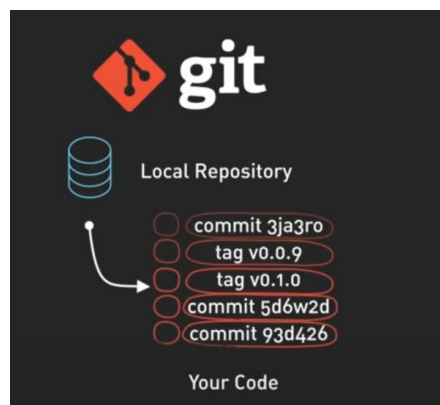 git
Local Repository
commit 3ja3ro
tag v0.0.9
tag v0.1.0
commit 5d6w2d
commit 93d426
Your Code